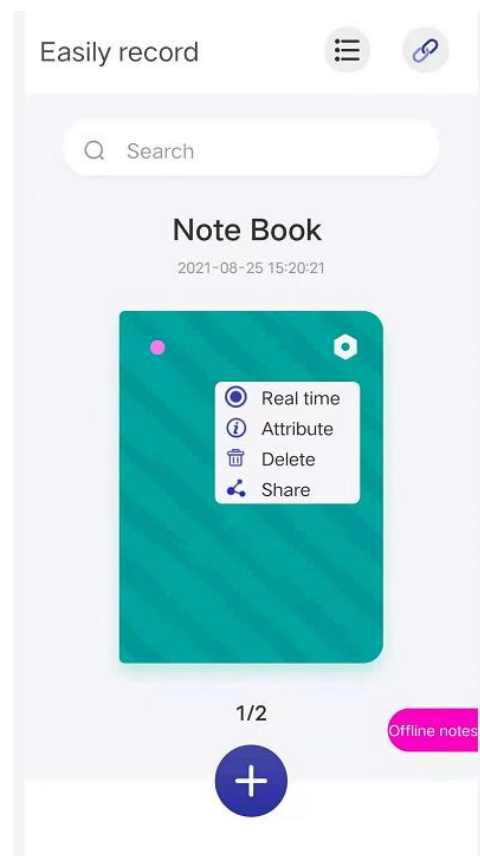 Easily record
Search
Note Book
2021-08-25 15:20:21
Real time
Attribute
Delete
Share
1/2
Offline notes